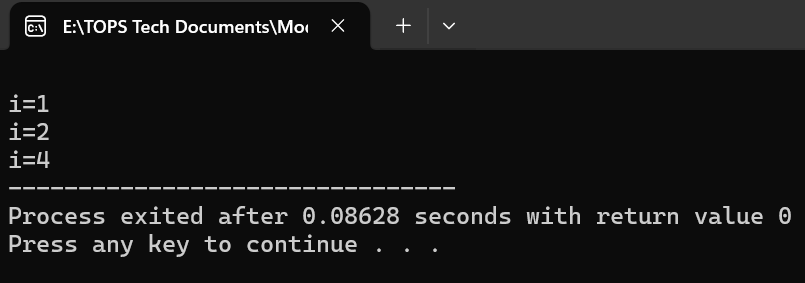 E:\TOPS Tech Documents\Mod
i=1
i=2
i=4
--------------------------------
Process exited after 0.08628 seconds with return value 0
Press any key to continue . . .